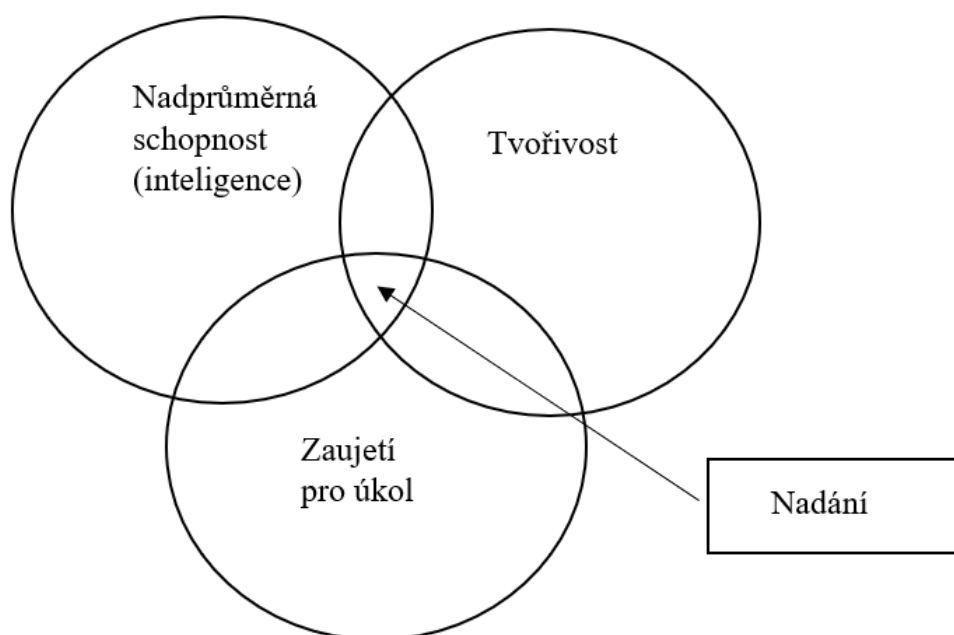 Nadprůměrná
schopnost
(inteligence)
Tvořivost
Zaujetí
pro úkol
Nadání